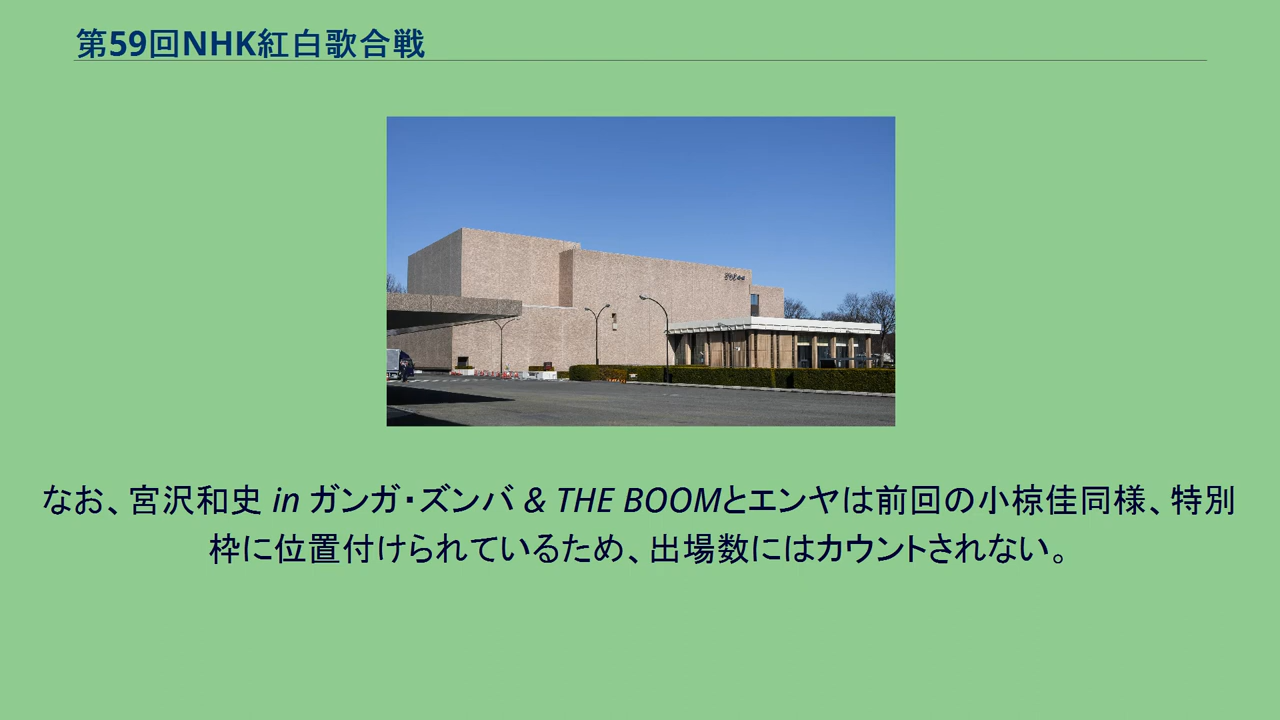 第59回NHK紅白歌合戦
なお、宮沢和史 in ガンガ・ズンバ & THE BOOMとエンヤは前回の小椋佳同様、特別
枠に位置付けられているため、出場数にはカウントされない。